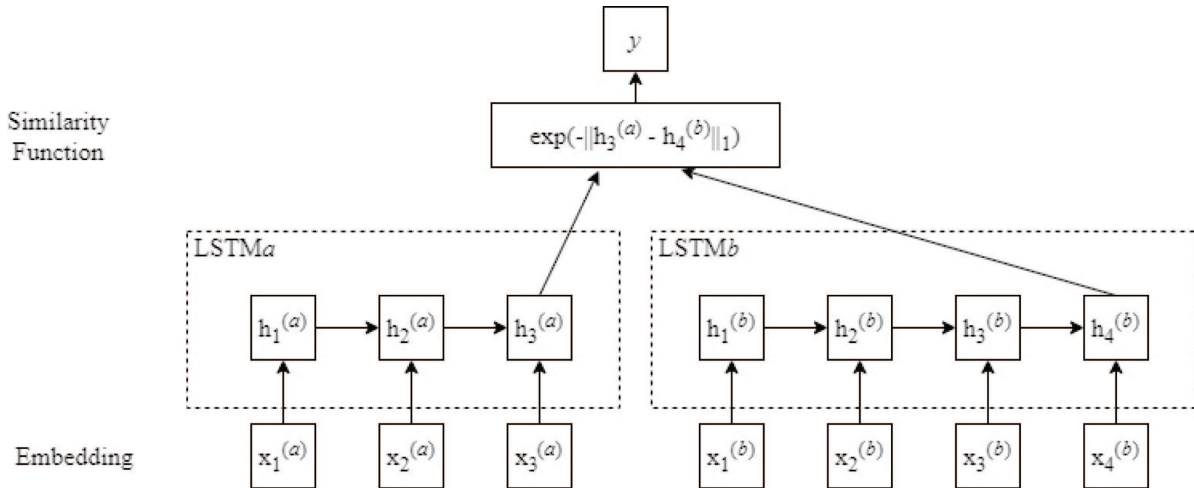 y
Similarity
Function
exp(-||h₃⁽ᵃ⁾ - h₄⁽ᵇ⁾||₁)
LSTMa
LSTMb
h₁⁽ᵃ⁾ h₂⁽ᵃ⁾ h₃⁽ᵃ⁾ h₁⁽ᵇ⁾ h₂⁽ᵇ⁾ h₃⁽ᵇ⁾ h₄⁽ᵇ⁾
Embedding
x₁⁽ᵃ⁾ x₂⁽ᵃ⁾ x₃⁽ᵃ⁾ x₁⁽ᵇ⁾ x₂⁽ᵇ⁾ x₃⁽ᵇ⁾ x₄⁽ᵇ⁾